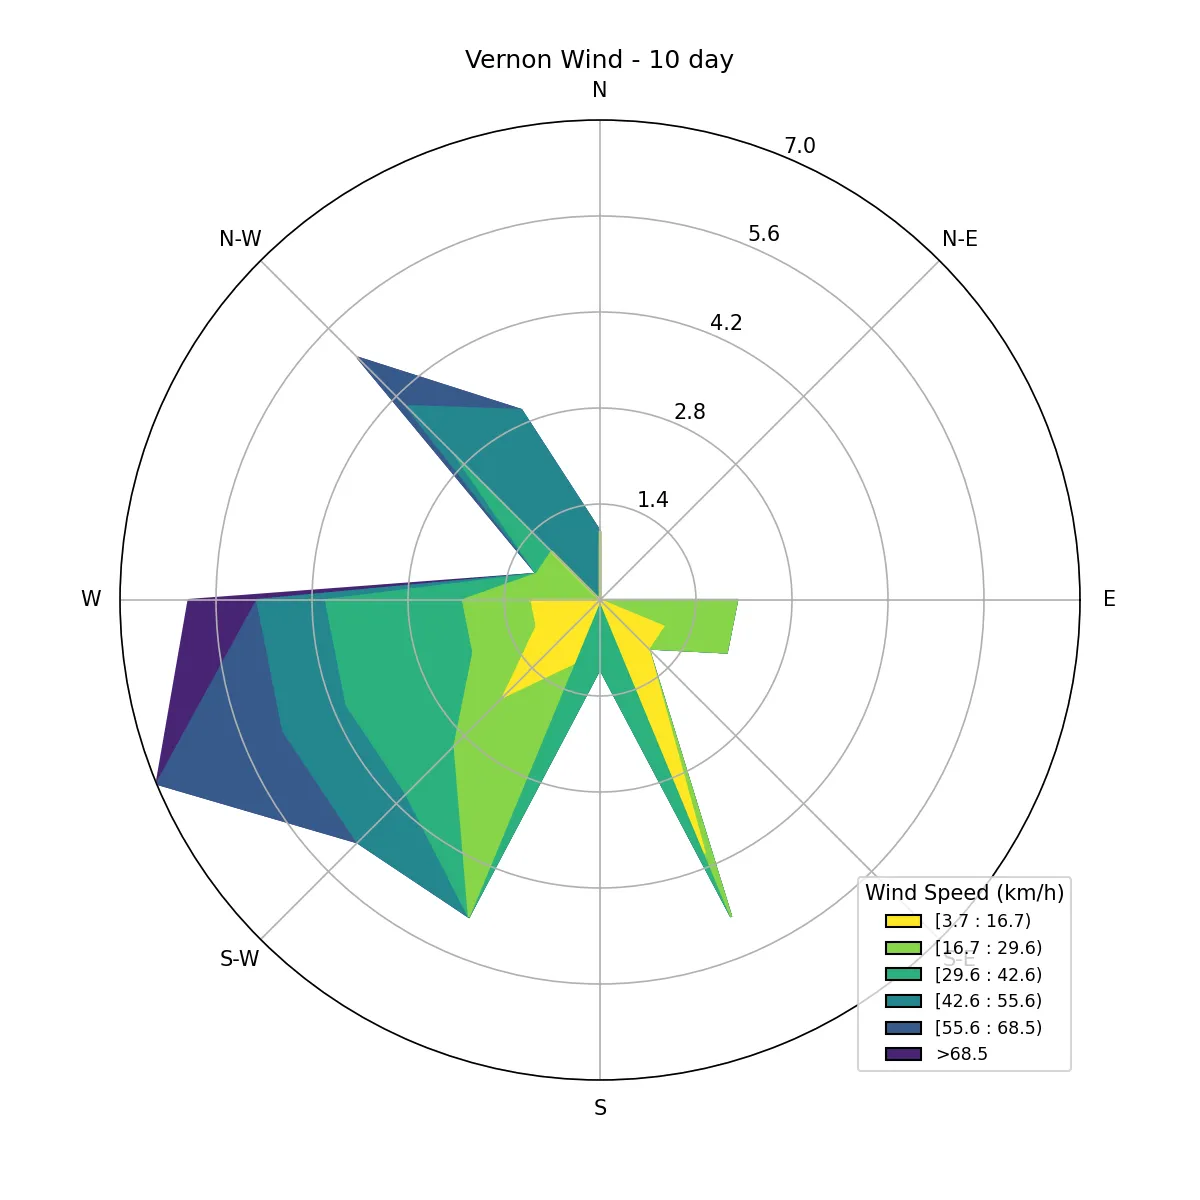 Vernon Wind - 10 day
N
7.0
5.6
N-W
N-E
4.2
2.8
1.4
W
E
Wind Speed (km/h)
[3.7 : 16.7)
[16.7 : 29.6)
S-W
S-E
[29.6 : 42.6)
[42.6 : 55.6)
[55.6 : 68.5)
>68.5
S